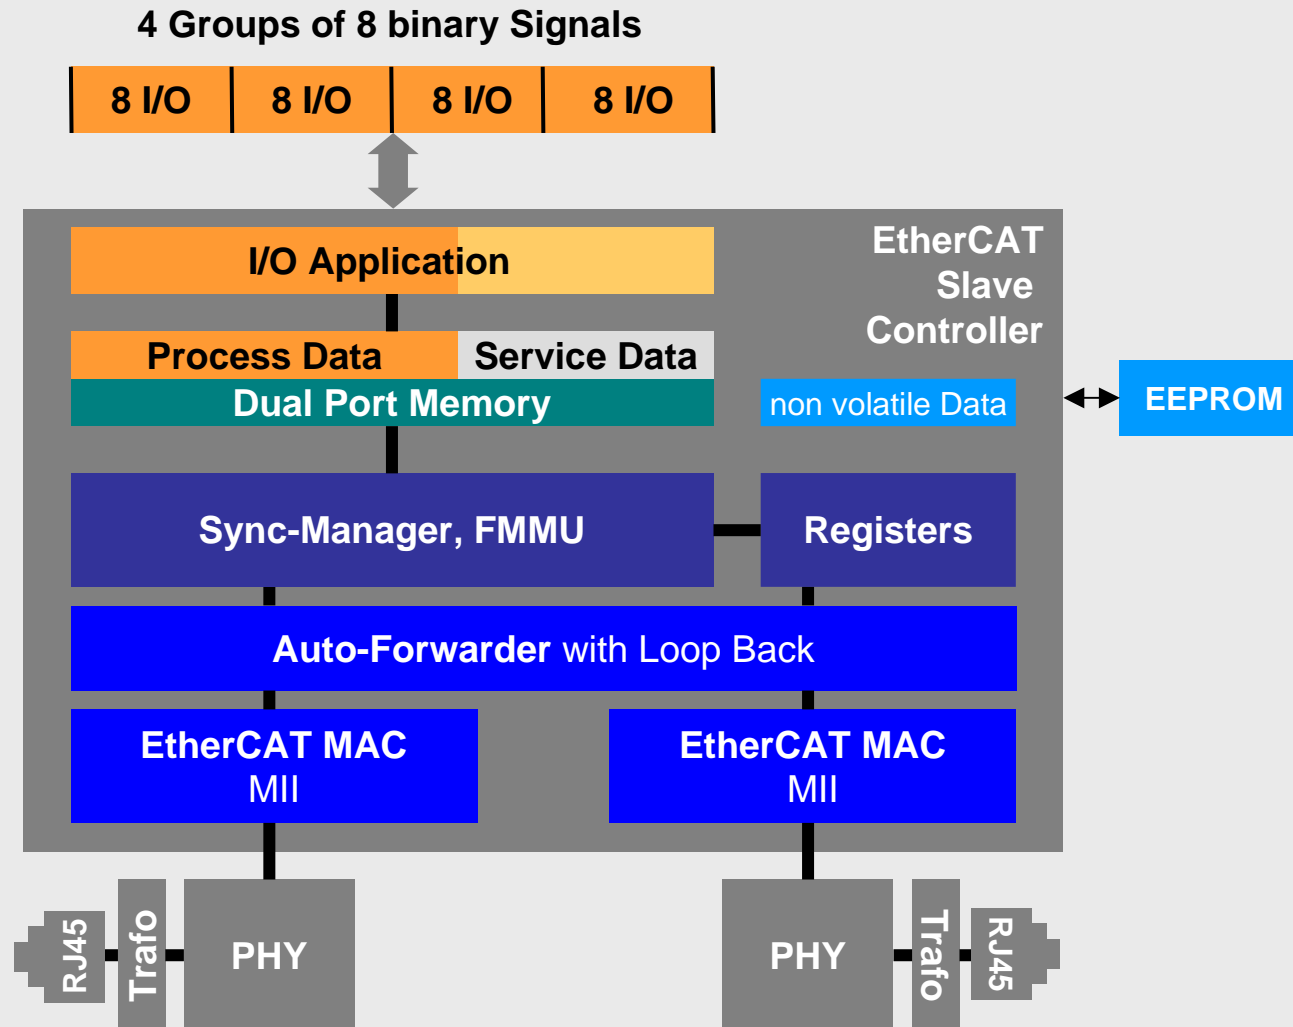 4 Groups of 8 binary Signals
8 I/O 8 I/O 8 I/O 8 I/O
EtherCAT
Slave
Controller
I/O Application
Process Data Service Data
Dual Port Memory
non volatile Data
EEPROM
Sync-Manager, FMMU
Registers
Auto-Forwarder with Loop Back
EtherCAT MAC
MII
EtherCAT MAC
MII
RJ45
Trafo
PHY
PHY
Trafo
RJ45